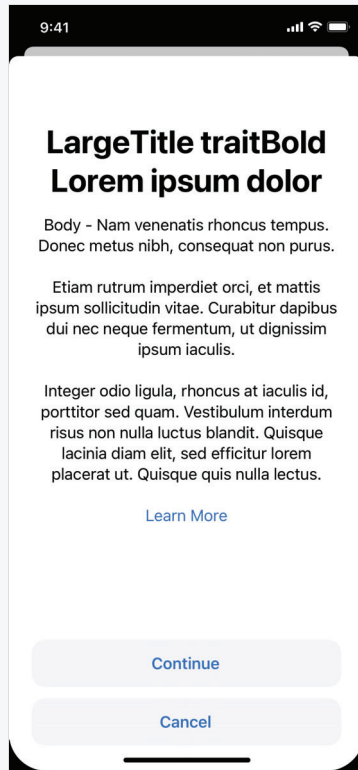 9:41
LargeTitle traitBold
Lorem ipsum dolor
Body - Nam venenatis rhoncus tempus.
Donec metus nibh, consequat non purus.
Etiam rutrum imperdiet orci, et mattis
ipsum sollicitudin vitae. Curabitur dapibus
dui nec neque fermentum, ut dignissim
ipsum iaculis.
Integer odio ligula, rhoncus at iaculis id,
porttitor sed quam. Vestibulum interdum
risus non nulla luctus blandit. Quisque
lacinia diam elit, sed efficitur lorem
placerat ut. Quisque quis nulla lectus.
Learn More
Continue
Cancel